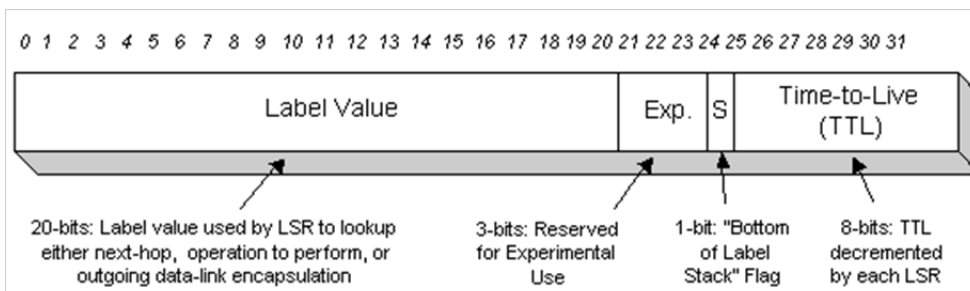 0 1 2 3 4 5 6 7 8 9 10 11 12 13 14 15 16 17 18 19 20 21 22 23 24 25 26 27 28 29 30 31
Label Value
Exp.
S
Time-to-Live
(TTL)
20-bits: Label value used by LSR to lookup
either next-hop, operation to perform, or
outgoing data-link encapsulation
3-bits: Reserved
for Experimental
Use
1-bit: "Bottom
of Label
Stack" Flag
8-bits: TTL
decremented
by each LSR